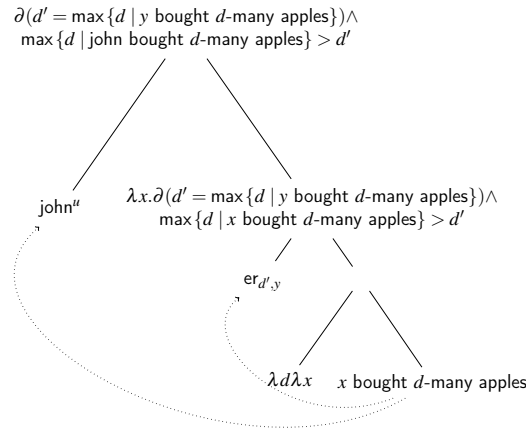 ∂(d′ = max{d | y bought d-many apples})∧
max{d | john bought d-many apples} > d′
johnᵘ
λx.∂(d′ = max{d | y bought d-many apples})∧
max{d | x bought d-many apples} > d′
er_{d′,y}
λdλx
x bought d-many apples